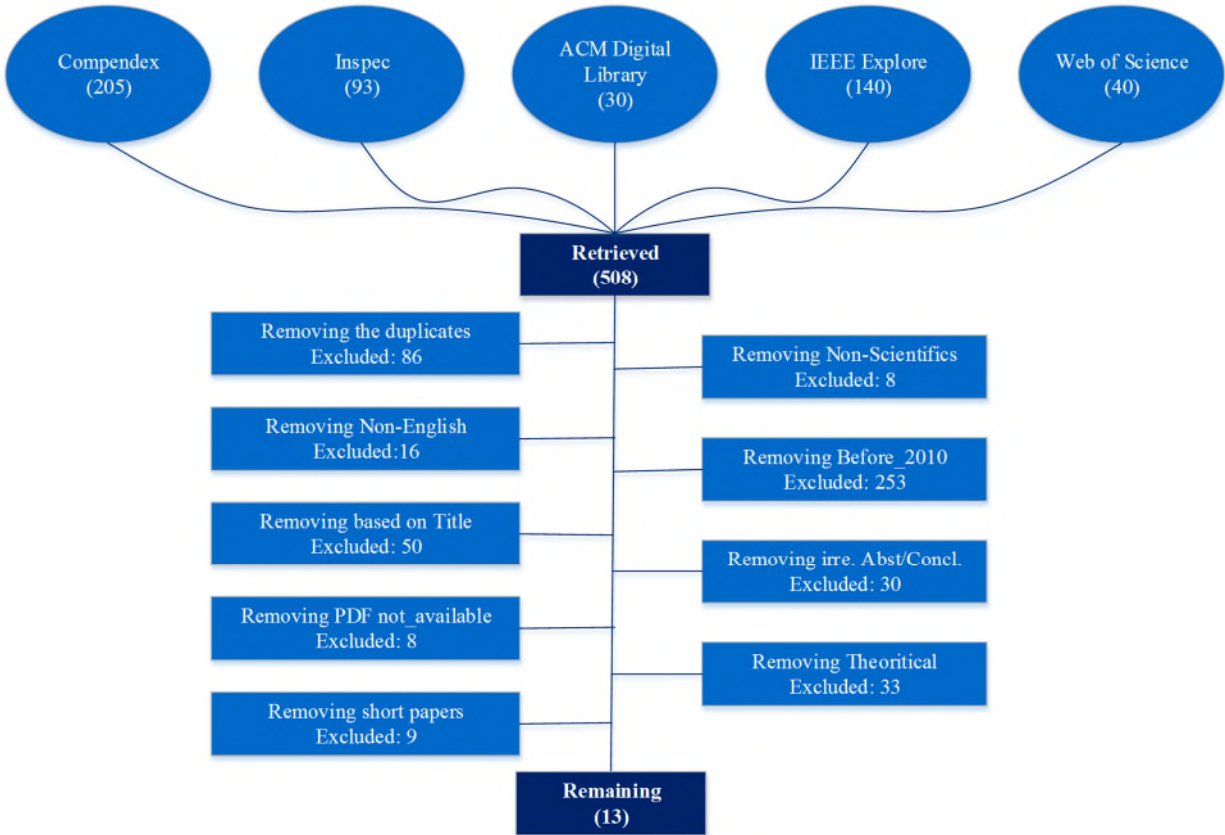 Compendex
(205)
Inspec
(93)
ACM Digital
Library
(30)
IEEE Explore
(140)
Web of Science
(40)
Retrieved
(508)
Removing the duplicates
Excluded: 86
Removing Non-Scientifics
Excluded: 8
Removing Non-English
Excluded:16
Removing Before_2010
Excluded: 253
Removing based on Title
Excluded: 50
Removing irre. Abst/Concl.
Excluded: 30
Removing PDF not_available
Excluded: 8
Removing Theoritical
Excluded: 33
Removing short papers
Excluded: 9
Remaining
(13)